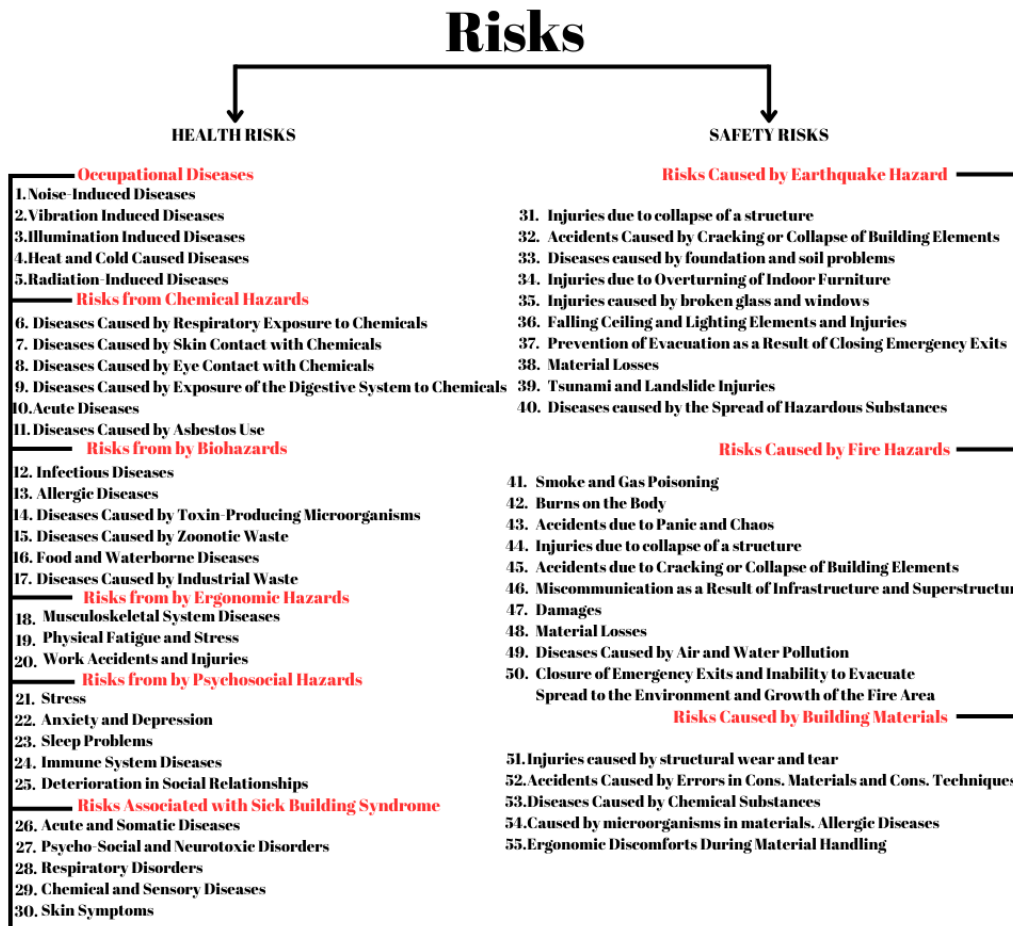 Risks
HEALTH RISKS
Occupational Diseases
1.Noise-Induced Diseases
2.Vibration Induced Diseases
3.Illumination Induced Diseases
4.Heat and Cold Caused Diseases
5.Radiation-Induced Diseases
Risks from Chemical Hazards
6. Diseases Caused by Respiratory Exposure to Chemicals
7. Diseases Caused by Skin Contact with Chemicals
8. Diseases Caused by Eye Contact with Chemicals
9. Diseases Caused by Exposure of the Digestive System to Chemicals
10.Acute Diseases
11. Diseases Caused by Asbestos Use
Risks from by Biohazards
12. Infectious Diseases
13. Allergic Diseases
14. Diseases Caused by Toxin-Producing Microorganisms
15. Diseases Caused by Zoonotic Waste
16. Food and Waterborne Diseases
17. Diseases Caused by Industrial Waste
Risks from by Ergonomic Hazards
18. Musculoskeletal System Diseases
19. Physical Fatigue and Stress
20. Work Accidents and Injuries
Risks from by Psychosocial Hazards
21. Stress
22. Anxiety and Depression
23. Sleep Problems
24. Immune System Diseases
25. Deterioration in Social Relationships
Risks Associated with Sick Building Syndrome
26. Acute and Somatic Diseases
27. Psycho-Social and Neurotoxic Disorders
28. Respiratory Disorders
29. Chemical and Sensory Diseases
30. Skin Symptoms
SAFETY RISKS
Risks Caused by Earthquake Hazard
31. Injuries due to collapse of a structure
32. Accidents Caused by Cracking or Collapse of Building Elements
33. Diseases caused by foundation and soil problems
34. Injuries due to Overturning of Indoor Furniture
35. Injuries caused by broken glass and windows
36. Falling Ceiling and Lighting Elements and Injuries
37. Prevention of Evacuation as a Result of Closing Emergency Exits
38. Material Losses
39. Tsunami and Landslide Injuries
40. Diseases caused by the Spread of Hazardous Substances
Risks Caused by Fire Hazards
41. Smoke and Gas Poisoning
42. Burns on the Body
43. Accidents due to Panic and Chaos
44. Injuries due to collapse of a structure
45. Accidents due to Cracking or Collapse of Building Elements
46. Miscommunication as a Result of Infrastructure and Superstructur
47. Damages
48. Material Losses
49. Diseases Caused by Air and Water Pollution
50. Closure of Emergency Exits and Inability to Evacuate
Spread to the Environment and Growth of the Fire Area
Risks Caused by Building Materials
51.Injuries caused by structural wear and tear
52.Accidents Caused by Errors in Cons. Materials and Cons. Techniques
53.Diseases Caused by Chemical Substances
54.Caused by microorganisms in materials. Allergic Diseases
55.Ergonomic Discomforts During Material Handling